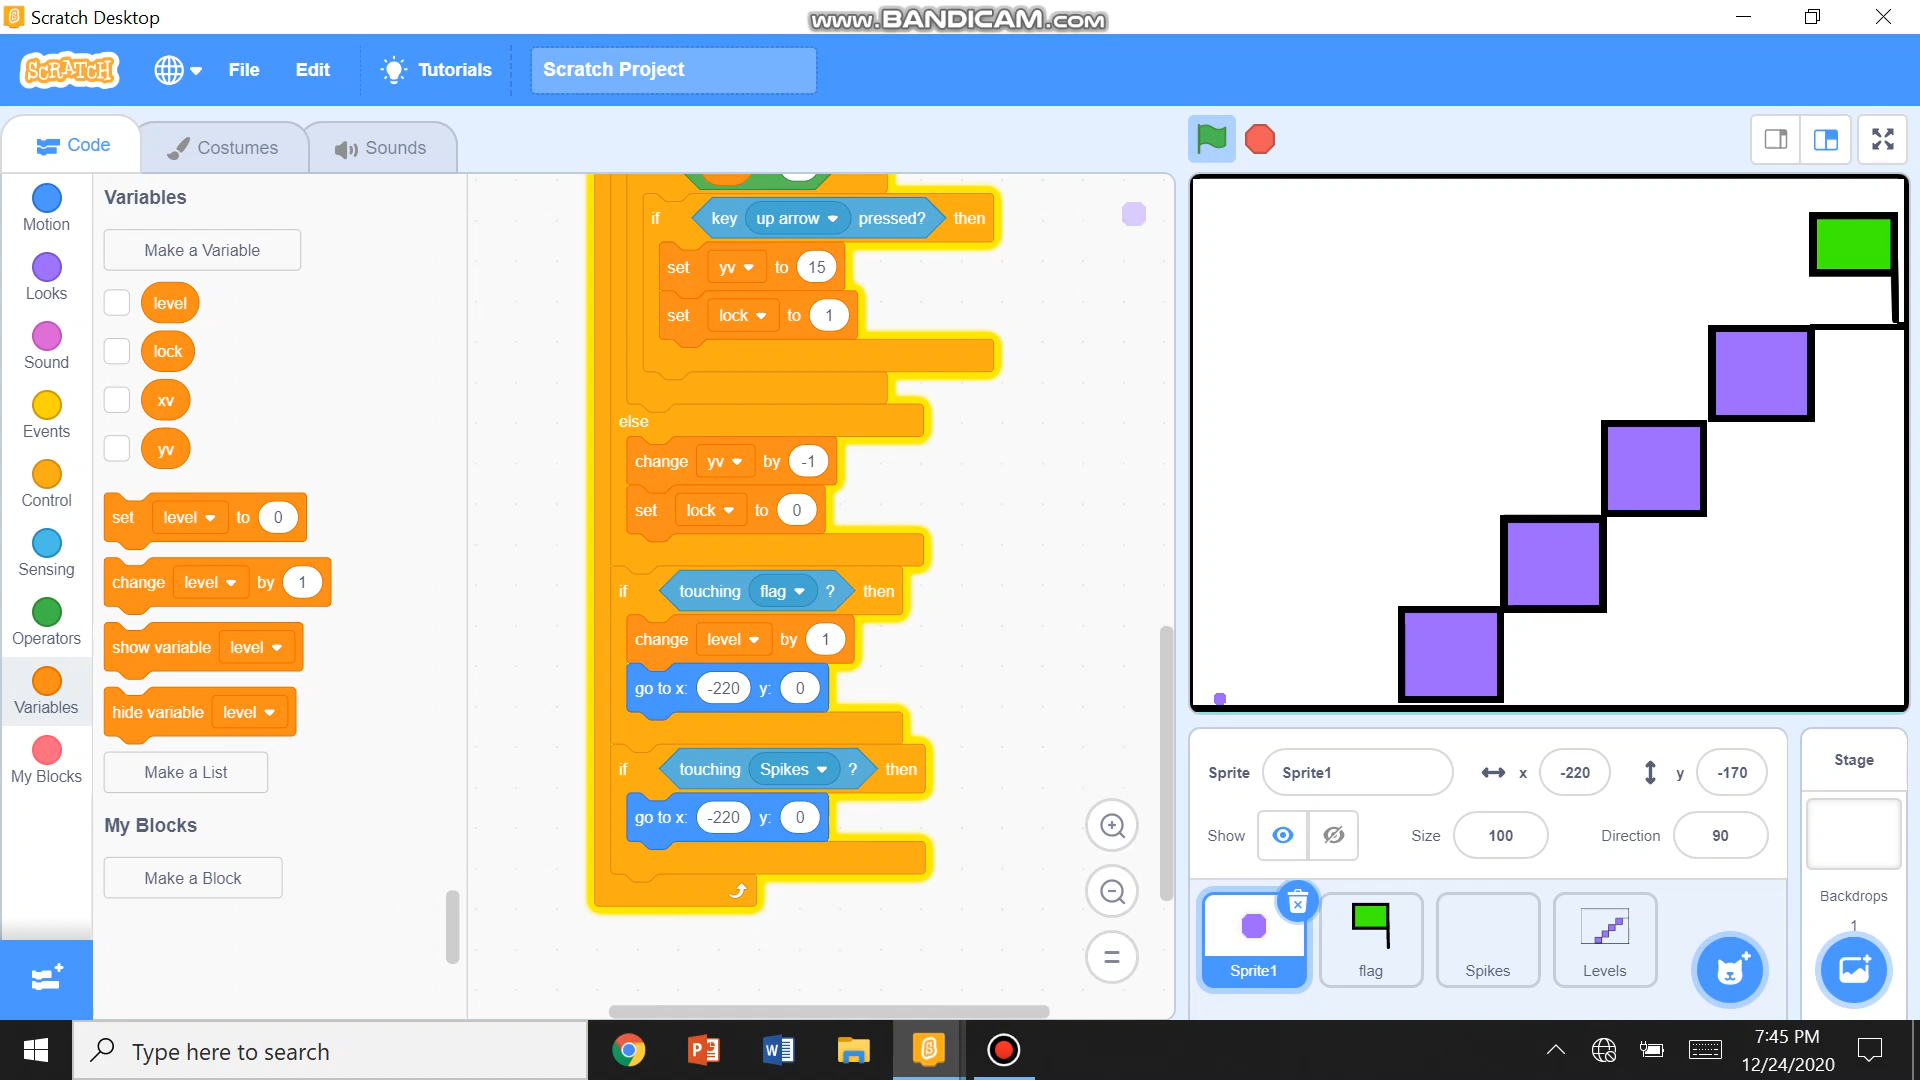 Scratch Desktop
www.BANDICAM.com
SCRATCH
File
Edit
Tutorials
Scratch Project
Code
Costumes
Sounds
Motion
Looks
Sound
Events
Control
Sensing
Operators
Variables
My Blocks
Variables
Make a Variable
level
lock
xv
yv
set level to 0
change level by 1
show variable level
hide variable level
Make a List
My Blocks
Make a Block
if key up arrow pressed? then
set yv to 15
set lock to 1
else
change yv by -1
set lock to 0
if touching flag ? then
change level by 1
go to x: -220 y: 0
if touching Spikes ? then
go to x: -220 y: 0
Sprite Sprite1 x -220 y -170
Show Size 100 Direction 90
Sprite1
flag
Spikes
Levels
Stage
Backdrops
1
Type here to search
7:45 PM
12/24/2020